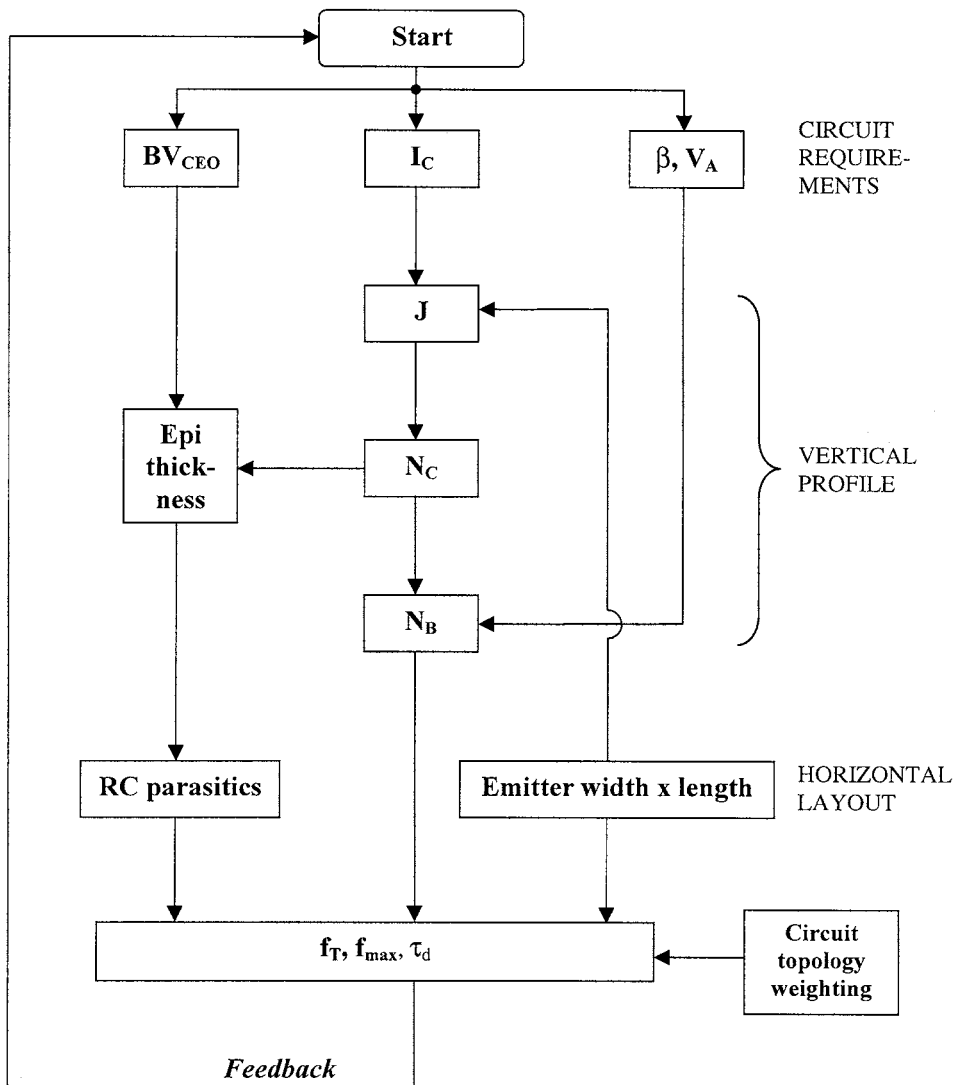 Start
BV_CEO
I_C
β, V_A
CIRCUIT
REQUIRE-
MENTS
J
Epi
thick-
ness
N_C
VERTICAL
PROFILE
N_B
RC parasitics
Emitter width x length
HORIZONTAL
LAYOUT
f_T, f_max, τ_d
Circuit
topology
weighting
Feedback